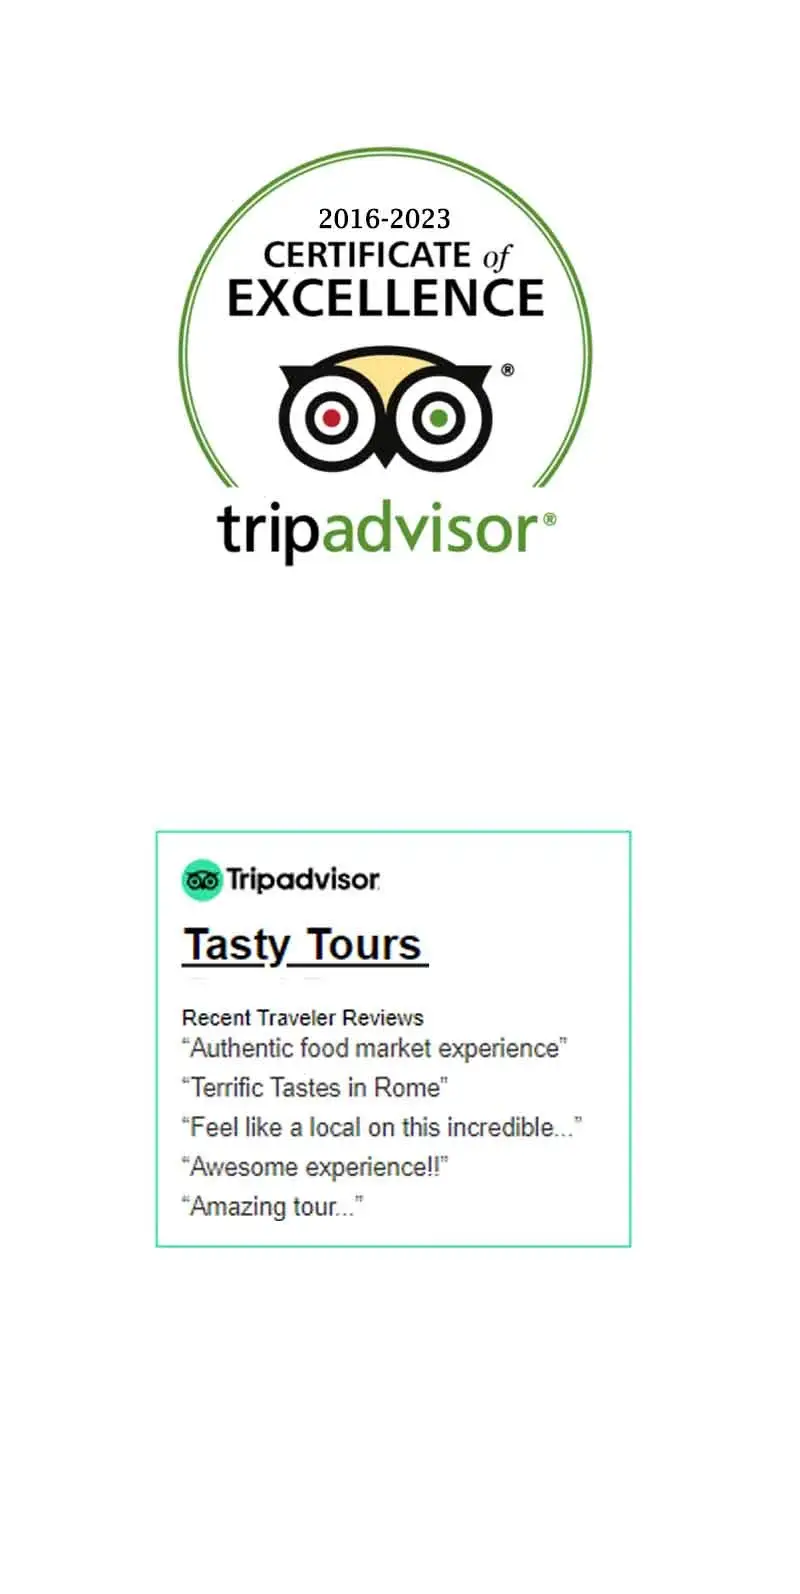 2016-2023
CERTIFICATE of
EXCELLENCE
®
tripadvisor®
Tripadvisor
Tasty Tours
Recent Traveler Reviews
“Authentic food market experience”
“Terrific Tastes in Rome”
“Feel like a local on this incredible...”
“Awesome experience!!”
“Amazing tour...”